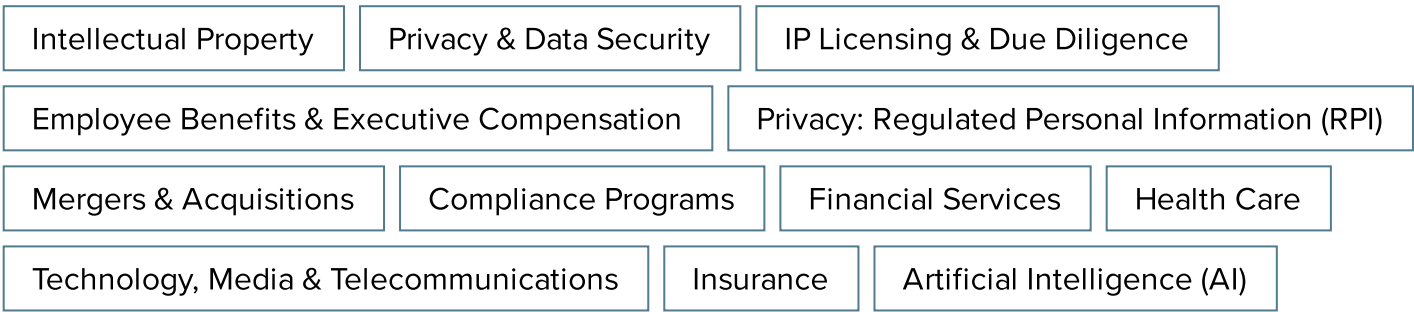 Intellectual Property Privacy & Data Security IP Licensing & Due Diligence
Employee Benefits & Executive Compensation Privacy: Regulated Personal Information (RPI)
Mergers & Acquisitions Compliance Programs Financial Services Health Care
Technology, Media & Telecommunications Insurance Artificial Intelligence (AI)